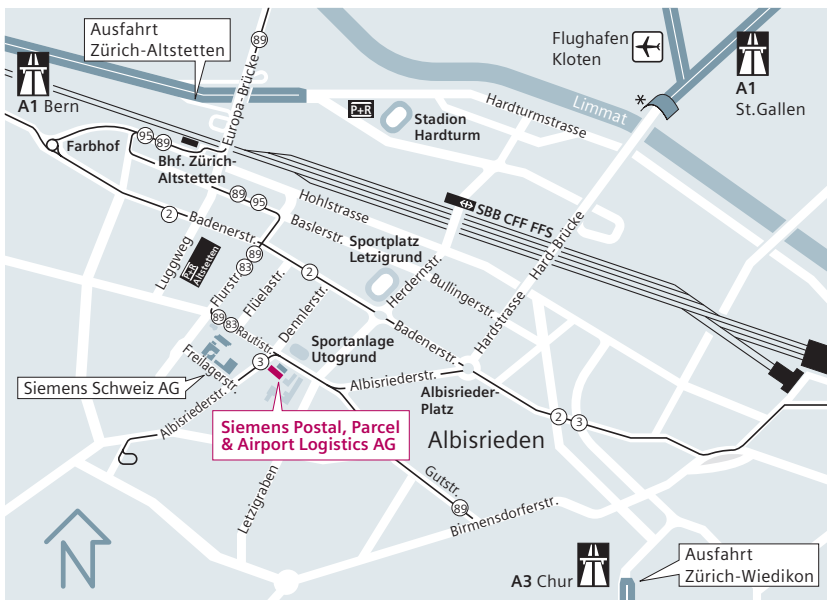 89
Ausfahrt
Zürich-Altstetten
A1 Bern
Flughafen
Kloten
A1
St.Gallen
*
Europa-Brücke
P+R
Stadion
Hardturm
Hardturmstrasse
Limmat
Farbhof
95
89
Bhf. Zürich-
Altstetten
89
95
Hohlstrasse
SBB CFF FFS
Hard-Brücke
2
Badenerstr.
Baslerstr.
Sportplatz
Letzigrund
Luggweg
P+R
Altstetten
89
83
Flurstr.
Flüelastr.
2
Dennlerstr.
Herdernstr.
Bullingerstr.
Hardstrasse
89
83
Rautistr.
Sportanlage
Utogrund
Badenerstr.
Freilagerstr.
3
Siemens Schweiz AG
Albisriederstr.
Albisriederstr.
Albisrieder-
Platz
Siemens Postal, Parcel
& Airport Logistics AG
2
3
Albisrieden
Letzigraben
Gutstr.
89
Birmensdorferstr.
N
A3 Chur
Ausfahrt
Zürich-Wiedikon